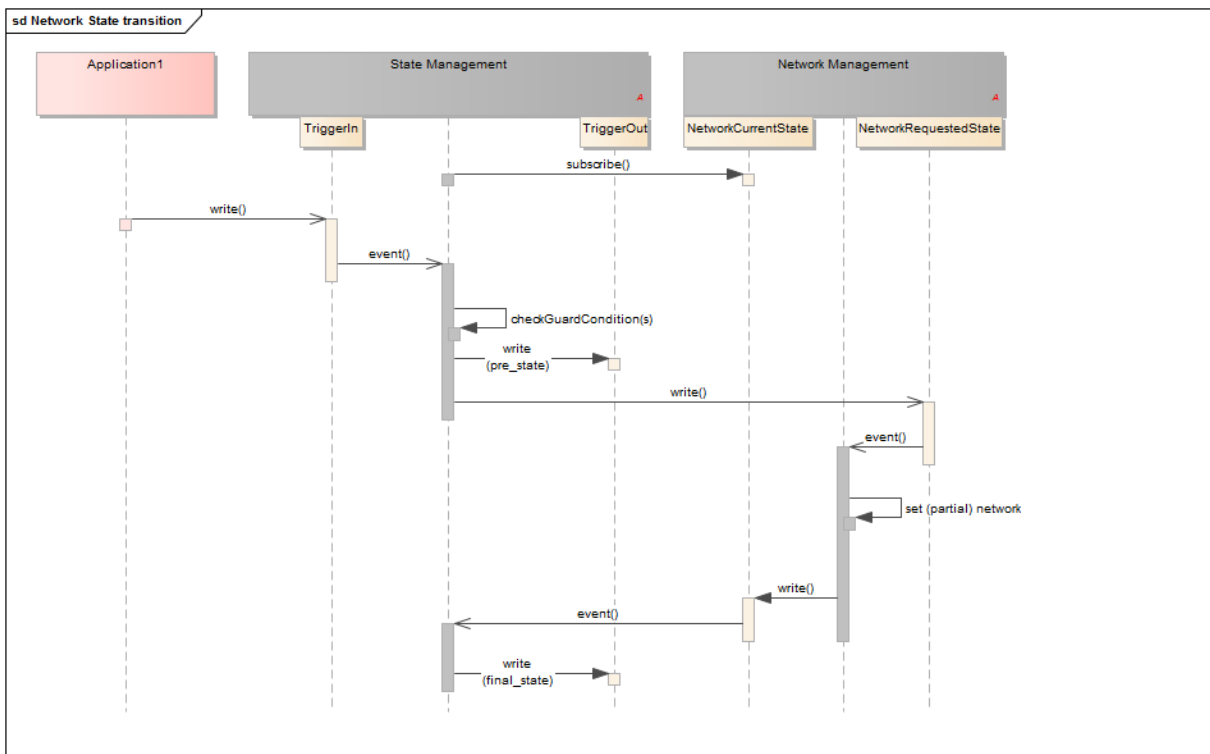 sd Network State transition
Application1
State Management
Network Management
A
A
TriggerIn
TriggerOut
NetworkCurrentState
NetworkRequestedState
subscribe()
write()
event()
checkGuardCondition(s)
write
(pre_state)
write()
event()
set (partial) network
write()
event()
write
(final_state)